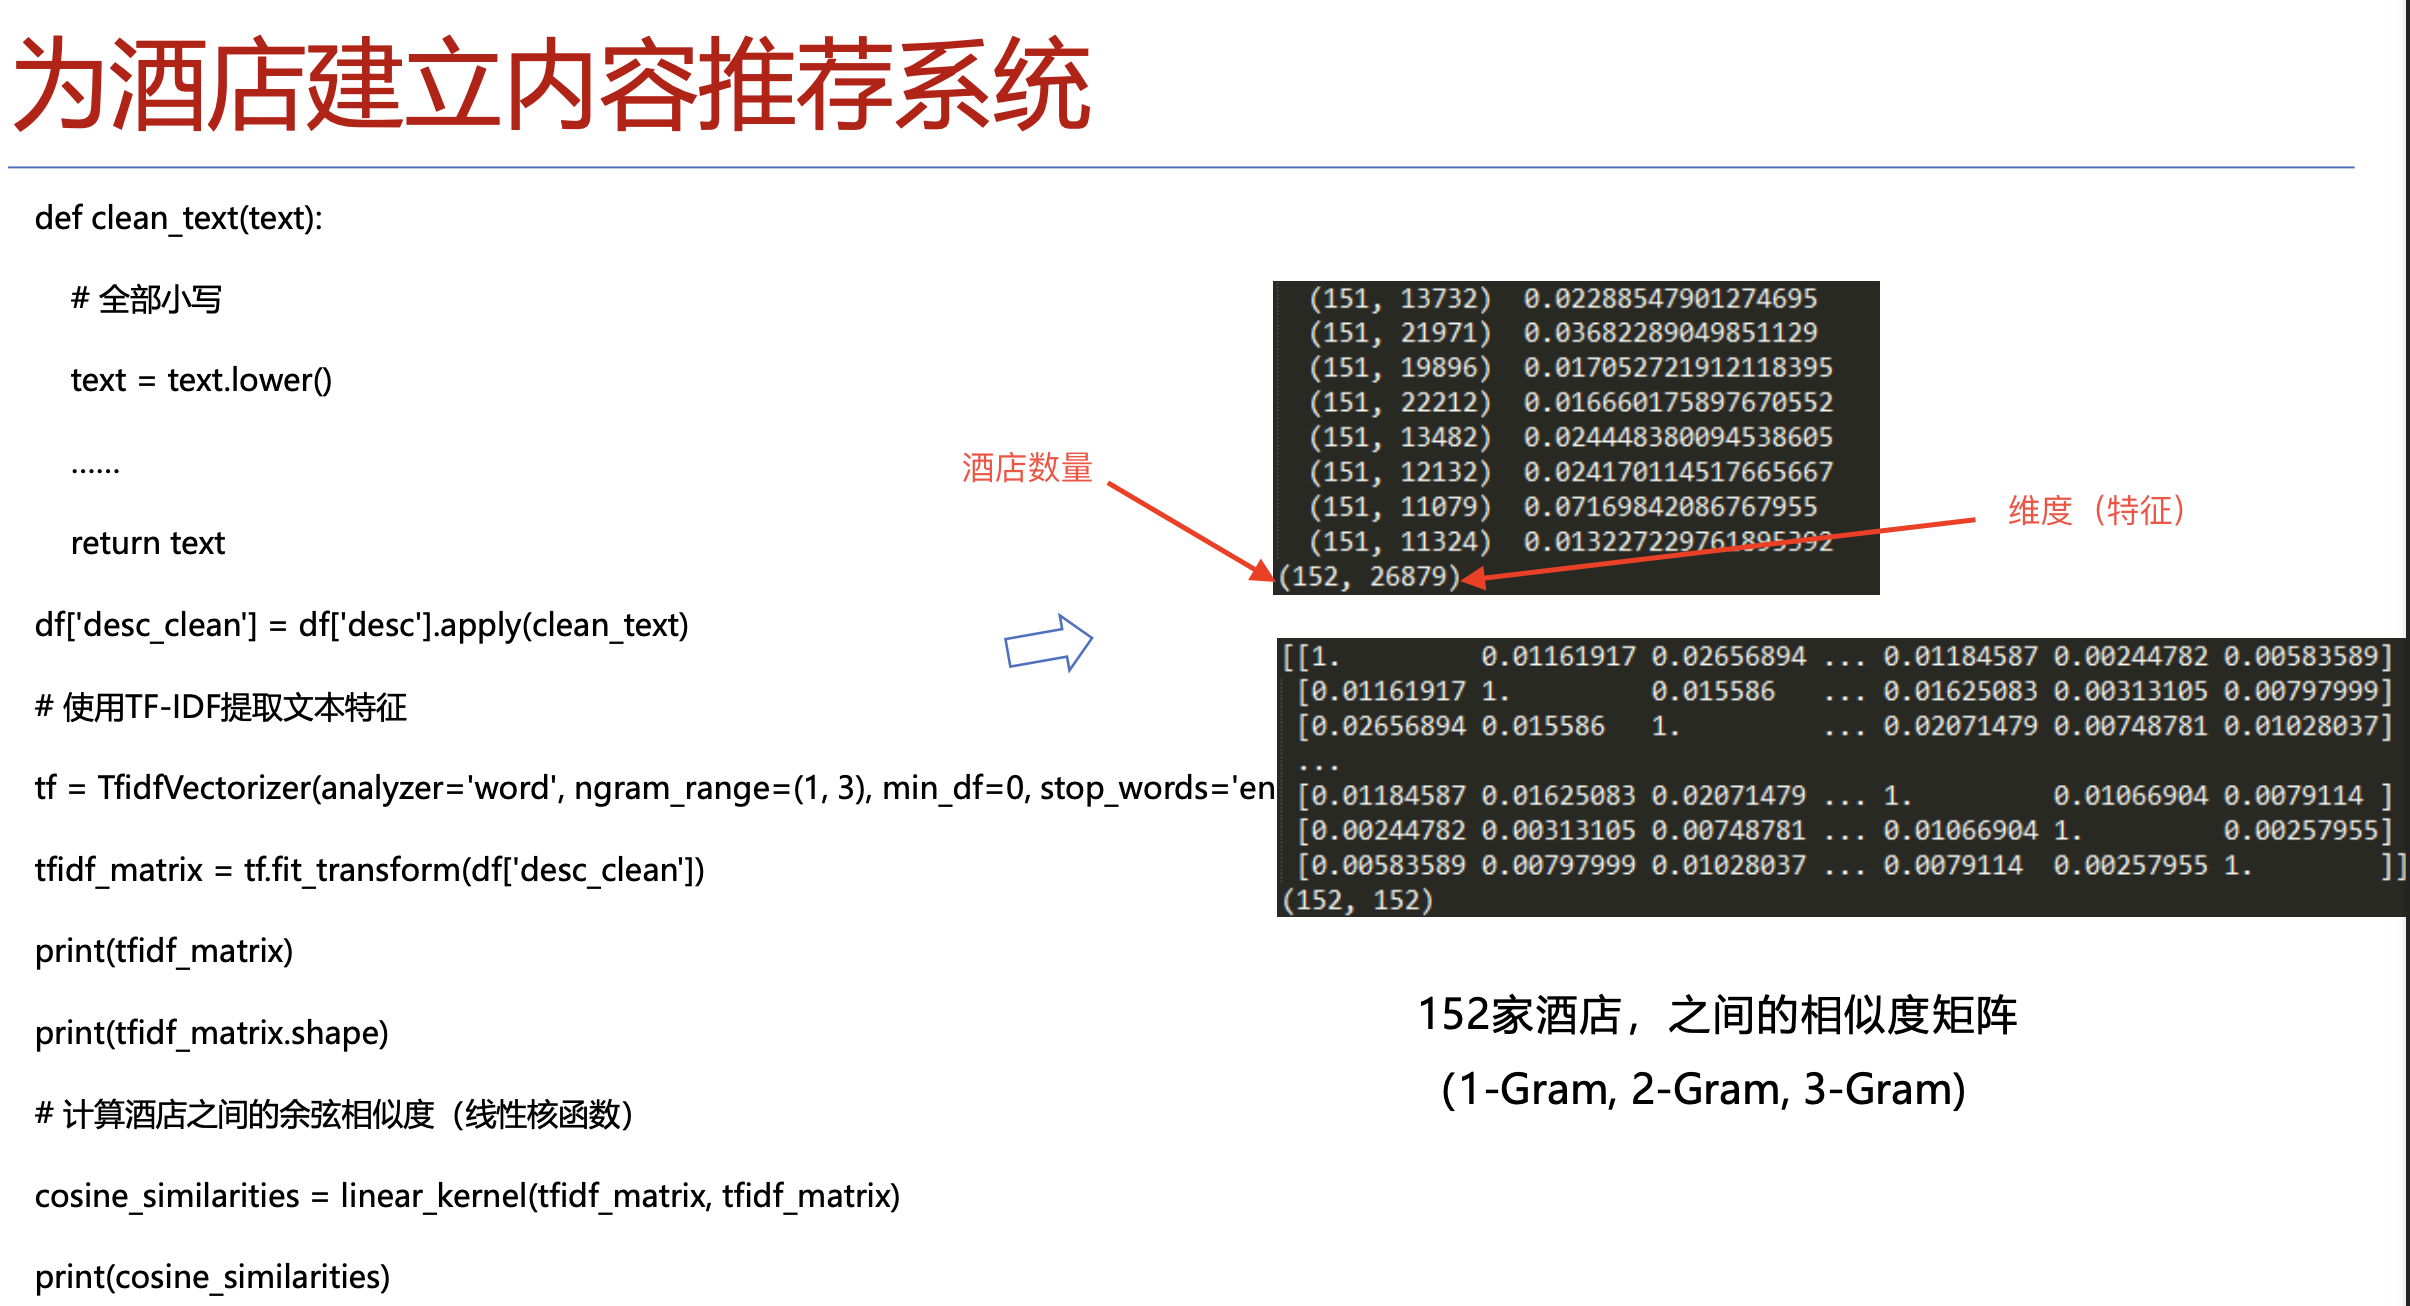 为酒店建立内容推荐系统
def clean_text(text):
# 全部小写
text = text.lower()
......
return text
df['desc_clean'] = df['desc'].apply(clean_text)
# 使用TF-IDF提取文本特征
tf = TfidfVectorizer(analyzer='word', ngram_range=(1, 3), min_df=0, stop_words='en
tfidf_matrix = tf.fit_transform(df['desc_clean'])
print(tfidf_matrix)
print(tfidf_matrix.shape)
# 计算酒店之间的余弦相似度（线性核函数）
cosine_similarities = linear_kernel(tfidf_matrix, tfidf_matrix)
print(cosine_similarities)
酒店数量
(151, 13732) 0.02288547901274695
(151, 21971) 0.03682289049851129
(151, 19896) 0.017052721912118395
(151, 22212) 0.016660175897670552
(151, 13482) 0.024448380094538605
(151, 12132) 0.024170114517665667
(151, 11079) 0.07169842086767955
(151, 11324) 0.013227229761895392
(152, 26879)
维度（特征）
[[1. 0.01161917 0.02656894 ... 0.01184587 0.00244782 0.00583589]
[0.01161917 1. 0.015586 ... 0.01625083 0.00313105 0.00797999]
[0.02656894 0.015586 1. ... 0.02071479 0.00748781 0.01028037]
...
[0.01184587 0.01625083 0.02071479 ... 1. 0.01066904 0.0079114 ]
[0.00244782 0.00313105 0.00748781 ... 0.01066904 1. 0.00257955]
[0.00583589 0.00797999 0.01028037 ... 0.0079114 0.00257955 1. ]]
(152, 152)
152家酒店，之间的相似度矩阵
(1-Gram, 2-Gram, 3-Gram)